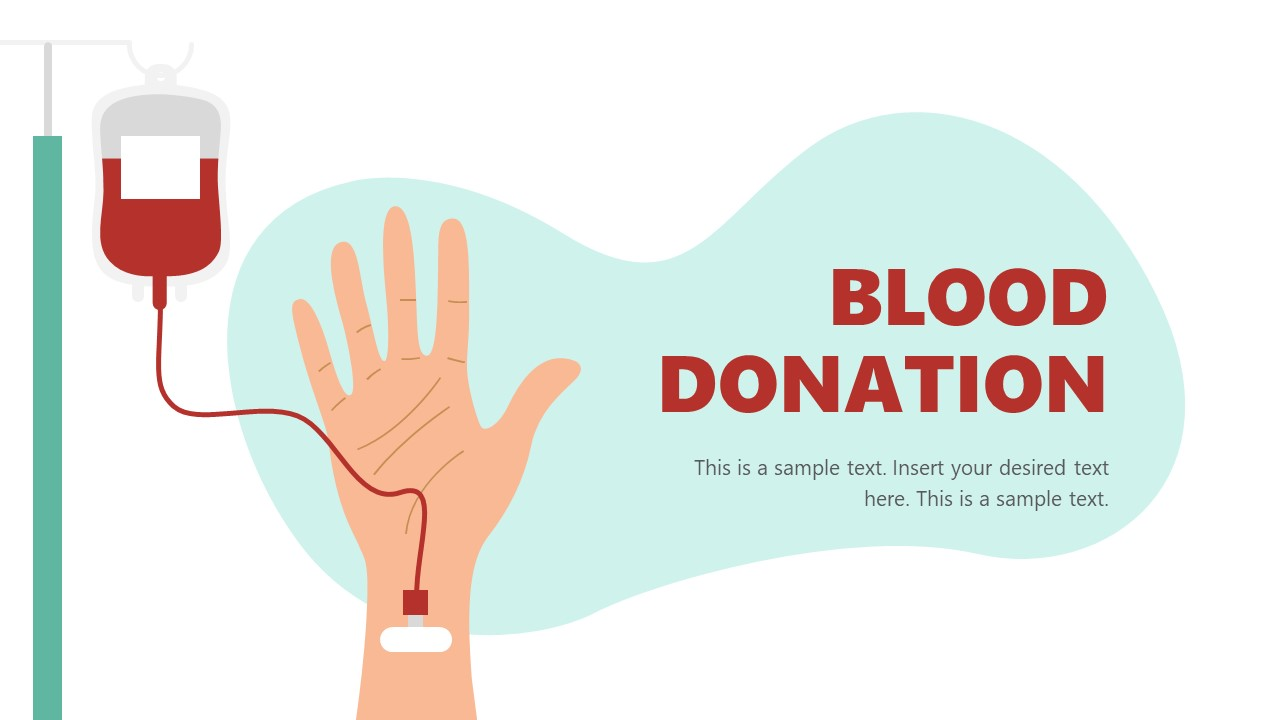 BLOOD
DONATION
This is a sample text. Insert your desired text
here. This is a sample text.